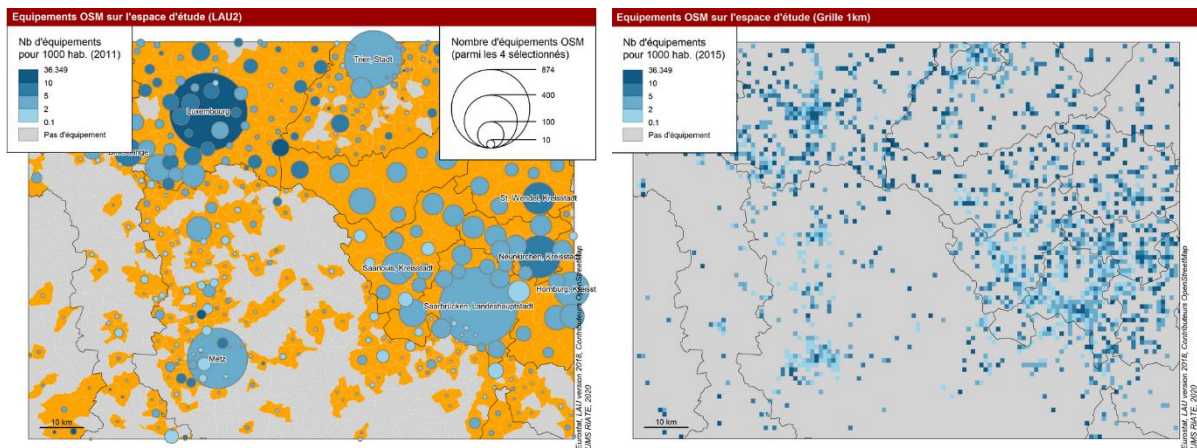 Equipements OSM sur l'espace d'étude (LAU2)
Nb d'équipements
pour 1000 hab. (2011)
36.349
10
5
2
0.1
Pas d'équipement
Nombre d'équipements OSM
(parmi les 4 sélectionnés)
874
400
100
10
Trier, Stadt
Luxembourg
St. Wendel, Kreisstadt
Neunkirchen, Kreisstadt
Saarlouis, Kreisstadt
Homburg, Kreisst
Saarbrücken, Landeshauptstadt
Metz
10 km
Eurostat, LAU version 2018, Contributeurs OpenStreetMap
UMS RIATE, 2020
Equipements OSM sur l'espace d'étude (Grille 1km)
Nb d'équipements
pour 1000 hab. (2015)
36.349
10
5
2
0.1
Pas d'équipement
10 km
Eurostat, LAU version 2018, Contributeurs OpenStreetMap
UMS RIATE, 2020